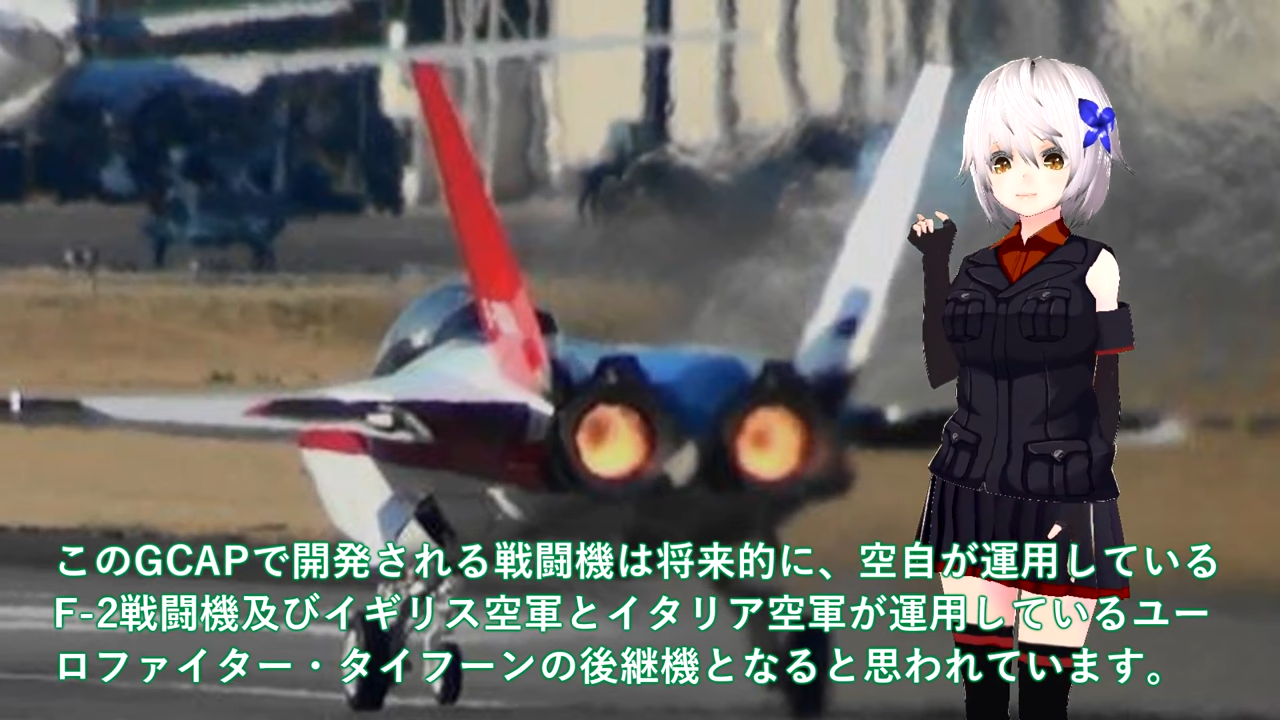 このGCAPで開発される戦闘機は将来的に、空自が運用している
F-2戦闘機及びイギリス空軍とイタリア空軍が運用しているユー
ロファイター・タイフーンの後継機となると思われています。